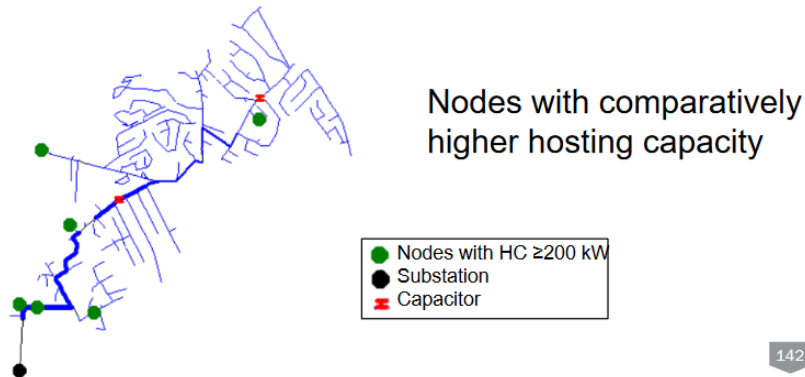 Nodes with comparatively
higher hosting capacity
Nodes with HC ≥200 kW
Substation
Capacitor
142